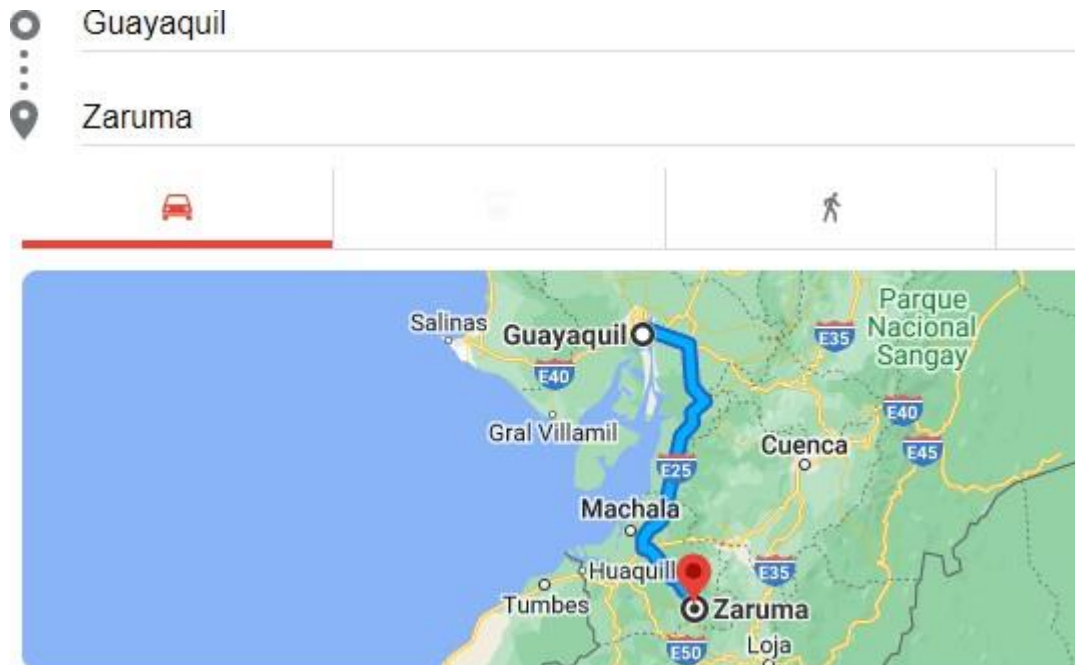 Guayaquil
Zaruma
Salinas
Guayaquil
E40
Gral Villamil
E35
Parque
Nacional
Sangay
E40
E45
Cuenca
E25
Machala
Huaquill
E35
Tumbes
Zaruma
E50
Loja